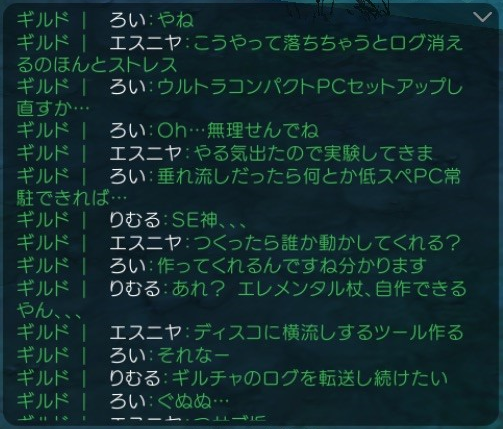 ギルド | ろい:やね
ギルド | エスニヤ:こうやって落ちちゃうとログ消え
るのほんとストレス
ギルド | ろい:ウルトラコンパクトPCセットアップし
直すか…
ギルド | ろい:Oh…無理せんでね
ギルド | エスニヤ:やる気出たので実験してきま
ギルド | ろい:垂れ流しだったら何とか低スペPC常
駐できれば…
ギルド | りむる:SE神、、、
ギルド | エスニヤ:つくったら誰か動かしてくれる?
ギルド | ろい:作ってくれるんですね分かります
ギルド | りむる:あれ? エレメンタル杖、自作できる
やん、、、
ギルド | エスニヤ:ディスコに横流しするツール作る
ギルド | ろい:それなー
ギルド | りむる:ギルチャのログを転送し続けたい
ギルド | ろい:ぐぬぬ…
ギルド | エスニヤ: